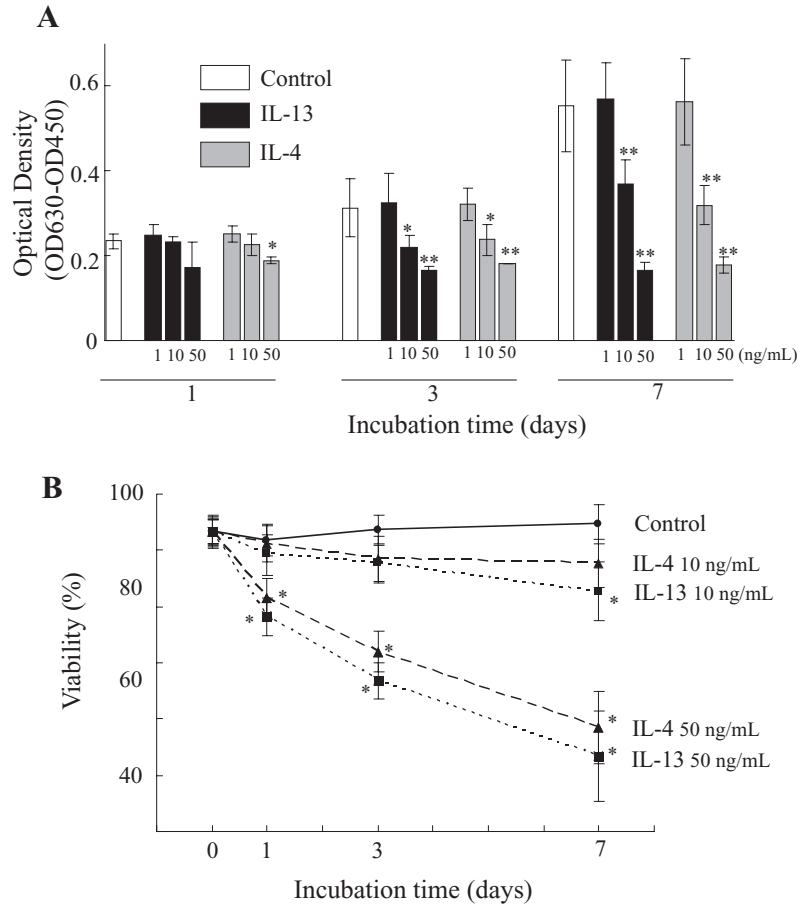 A
Control
IL-13
IL-4
Optical Density
(OD630-OD450)
0.6
0.4
0.2
0
*
*
**
*
**
**
**
**
**
1 10 50
1 10 50
1 10 50
1 10 50
1 10 50
1 10 50
(ng/mL)
1
3
7
Incubation time (days)
B
Viability (%)
100
80
60
40
Control
IL-4 10 ng/mL
*
IL-13 10 ng/mL
*
*
*
*
*
IL-4 50 ng/mL
*
IL-13 50 ng/mL
0
1
3
7
Incubation time (days)